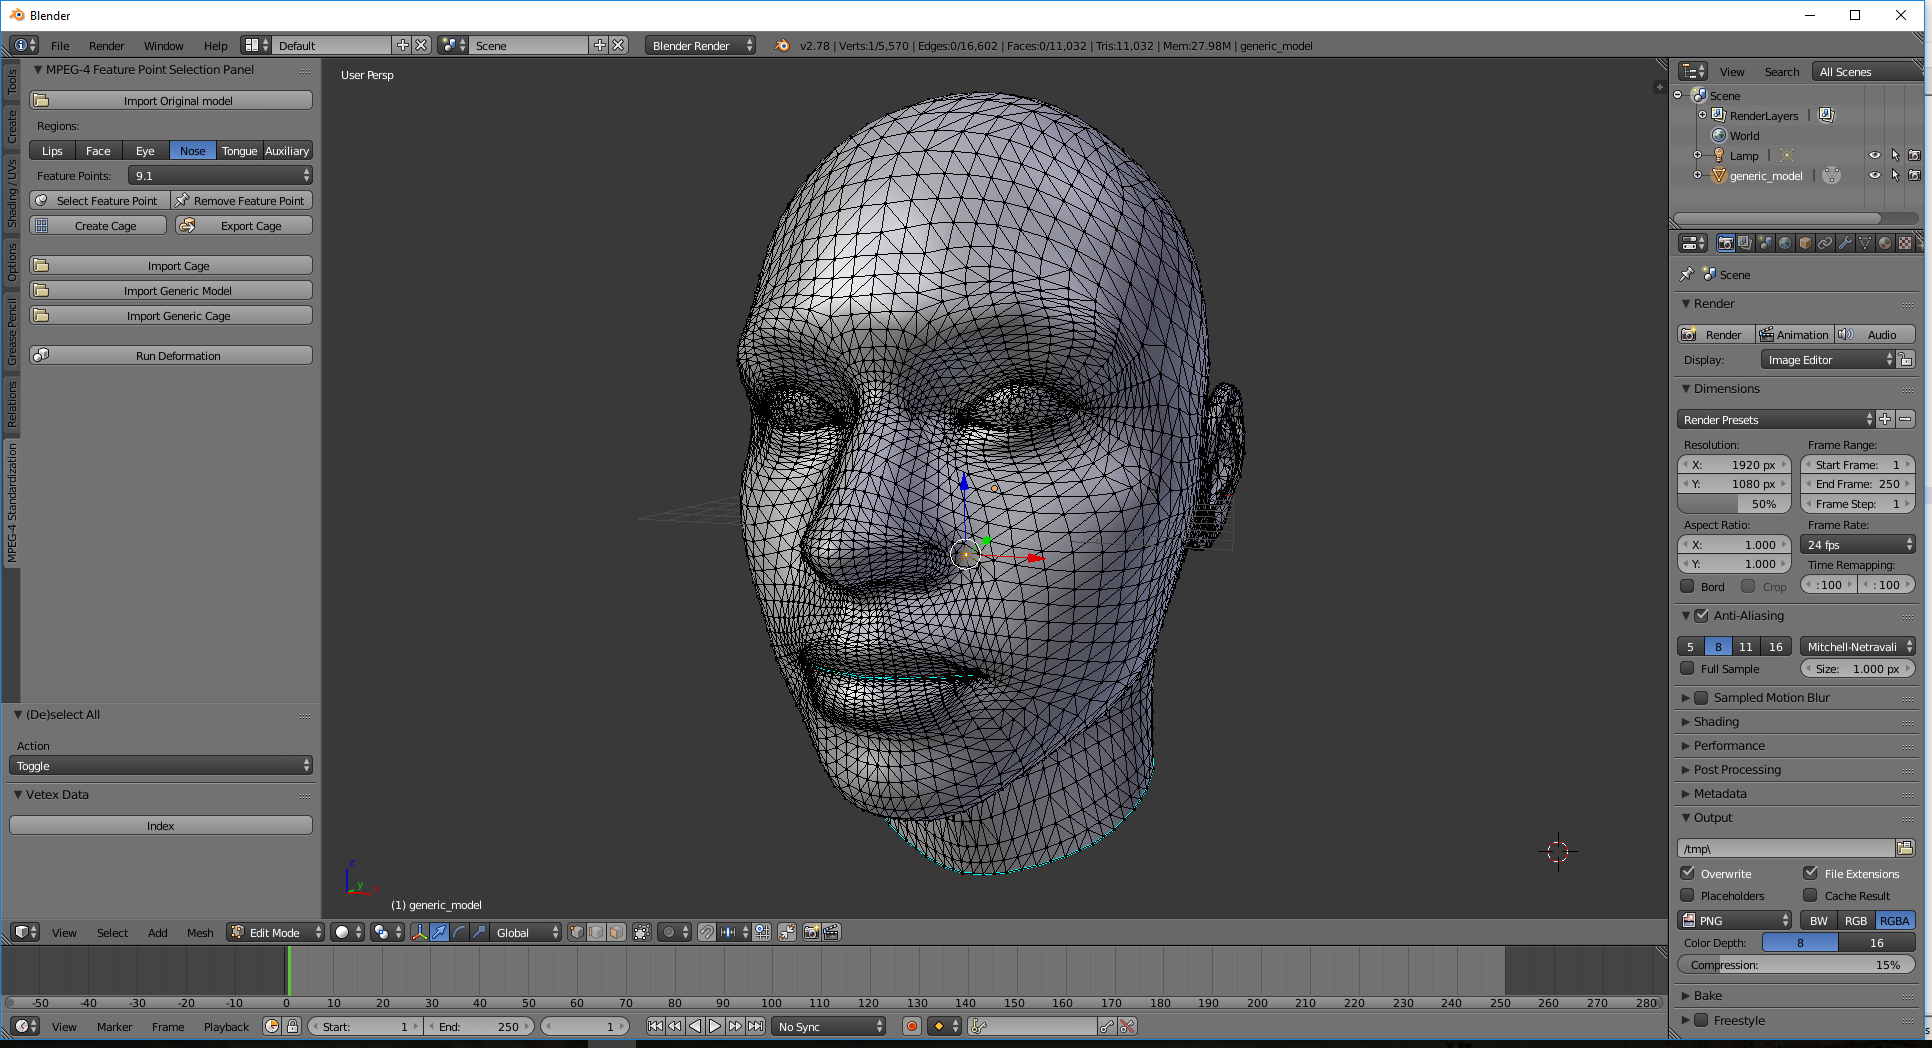 Blender
File Render Window Help Default Scene Blender Render v2.78 | Verts:1/5,570 | Edges:0/16,602 | Faces:0/11,032 | Tris:11,032 | Mem:27.98M | generic_model
Tools
Create
Shading / UVs
Options
Grease Pencil
Relations
MPEG-4 Standardization
MPEG-4 Feature Point Selection Panel
Import Original model
Regions:
Lips Face Eye Nose Tongue Auxiliary
Feature Points: 9.1
Select Feature Point Remove Feature Point
Create Cage Export Cage
Import Cage
Import Generic Model
Import Generic Cage
Run Deformation
(De)select All
Action
Toggle
Vetex Data
Index
User Persp
z
y
x
(1) generic_model
View Select Add Mesh Edit Mode Global
-50 -40 -30 -20 -10 0 10 20 30 40 50 60 70 80 90 100 110 120 130 140 150 160 170 180 190 200 210 220 230 240 250 260 270 280
View Marker Frame Playback Start: 1 End: 250 1 No Sync
View Search All Scenes
Scene
RenderLayers |
World
Lamp |
generic_model |
Scene
Render
Render Animation Audio
Display: Image Editor
Dimensions
Render Presets
Resolution: Frame Range:
X: 1920 px Start Frame: 1
Y: 1080 px End Frame: 250
50% Frame Step: 1
Aspect Ratio: Frame Rate:
X: 1.000 24 fps
Y: 1.000 Time Remapping:
Bord Crop :100 :100
Anti-Aliasing
5 8 11 16 Mitchell-Netravali
Full Sample Size: 1.000 px
Sampled Motion Blur
Shading
Performance
Post Processing
Metadata
Output
/tmp\
Overwrite File Extensions
Placeholders Cache Result
PNG BW RGB RGBA
Color Depth: 8 16
Compression: 15%
Bake
Freestyle